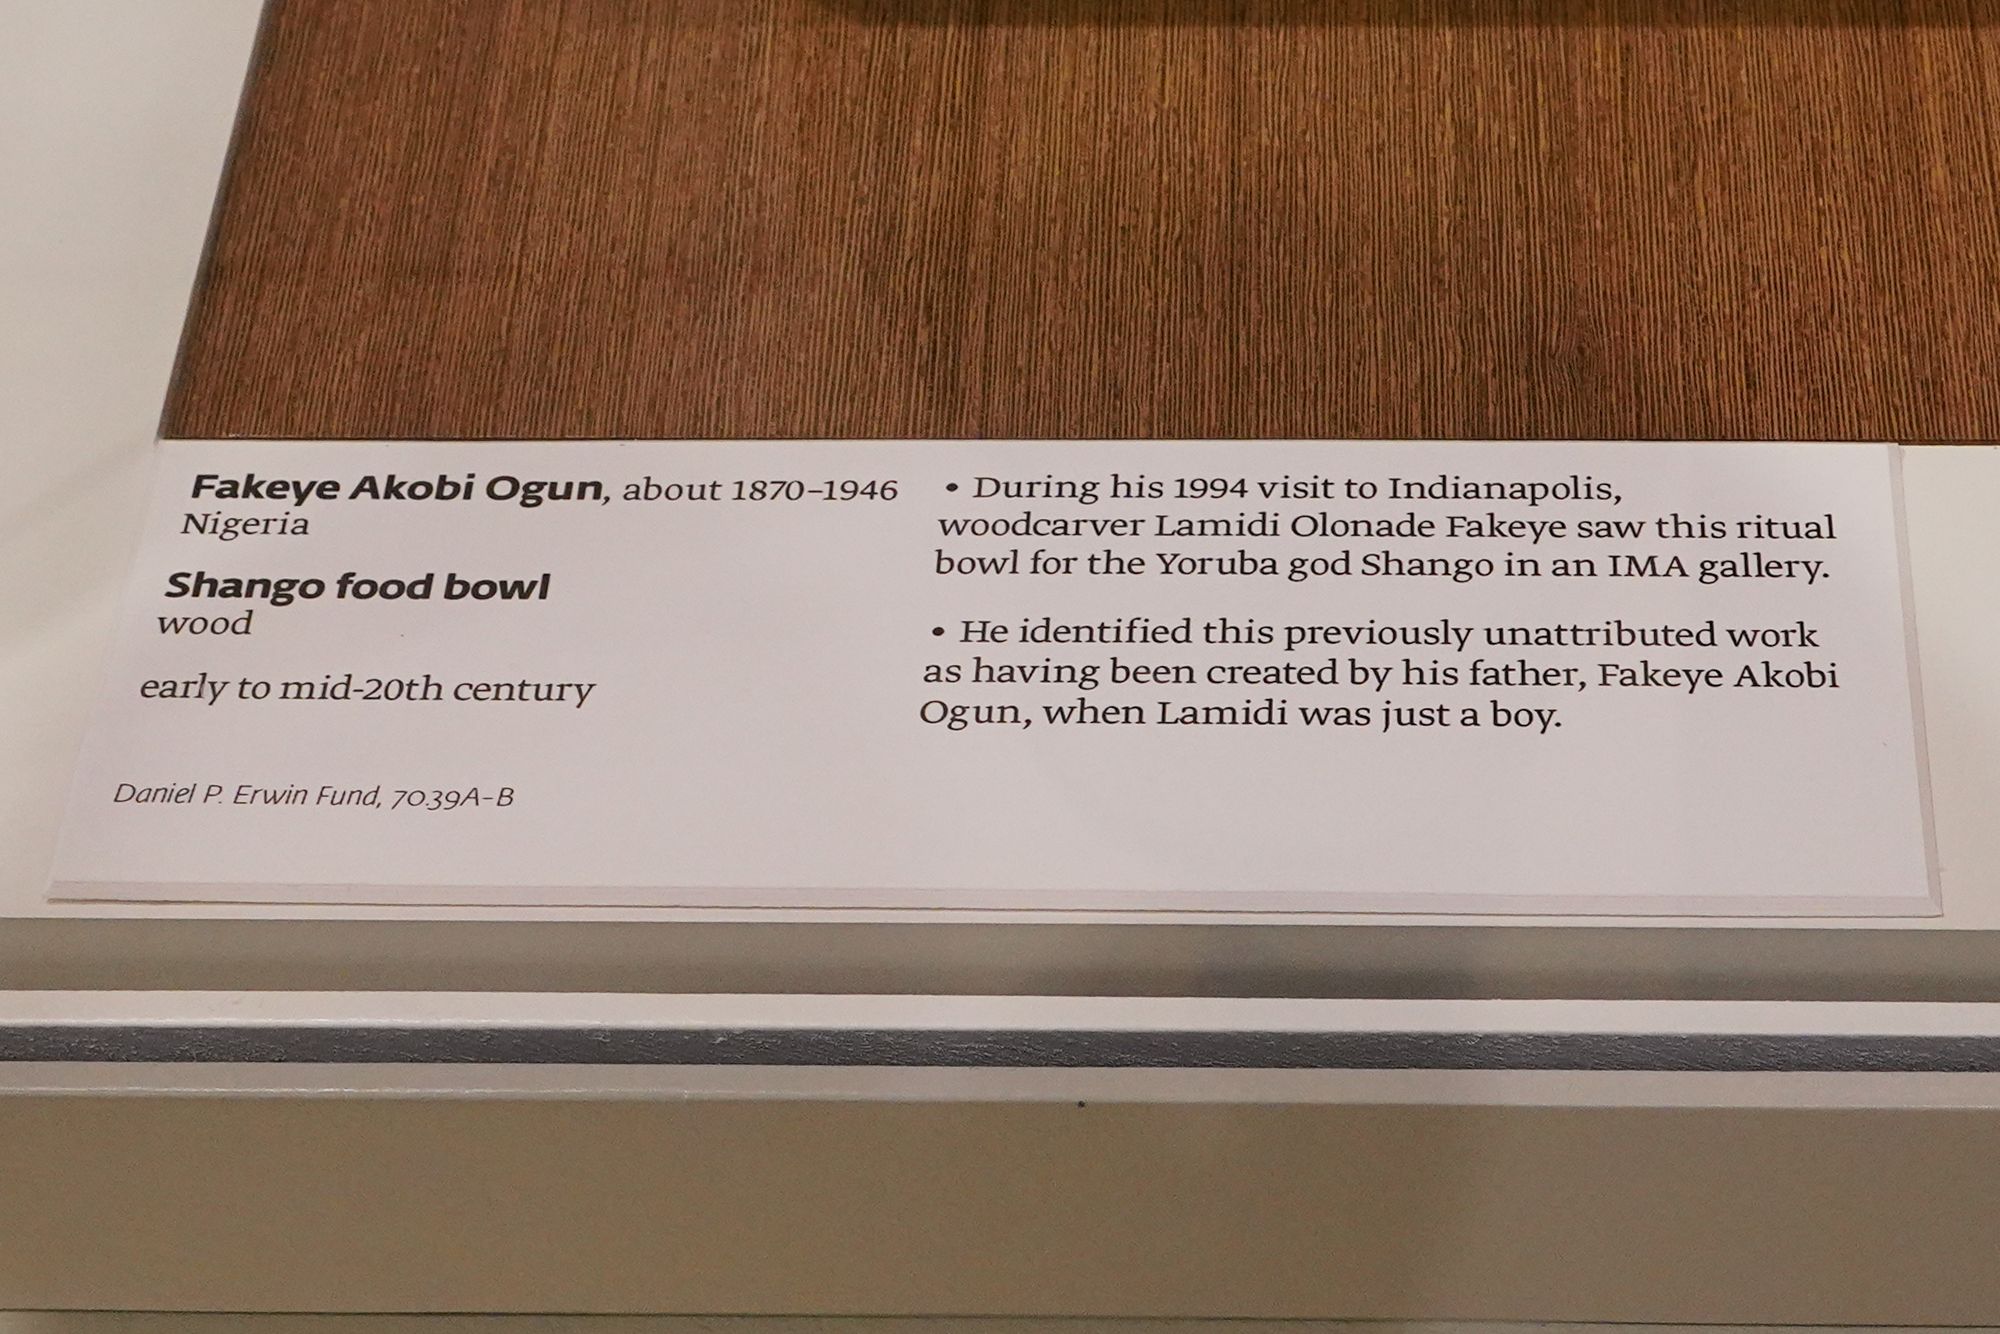 Fakeye Akobi Ogun, about 1870–1946
Nigeria
Shango food bowl
wood
early to mid-20th century
Daniel P. Erwin Fund, 70.39A–B
• During his 1994 visit to Indianapolis,
woodcarver Lamidi Olonade Fakeye saw this ritual
bowl for the Yoruba god Shango in an IMA gallery.
• He identified this previously unattributed work
as having been created by his father, Fakeye Akobi
Ogun, when Lamidi was just a boy.